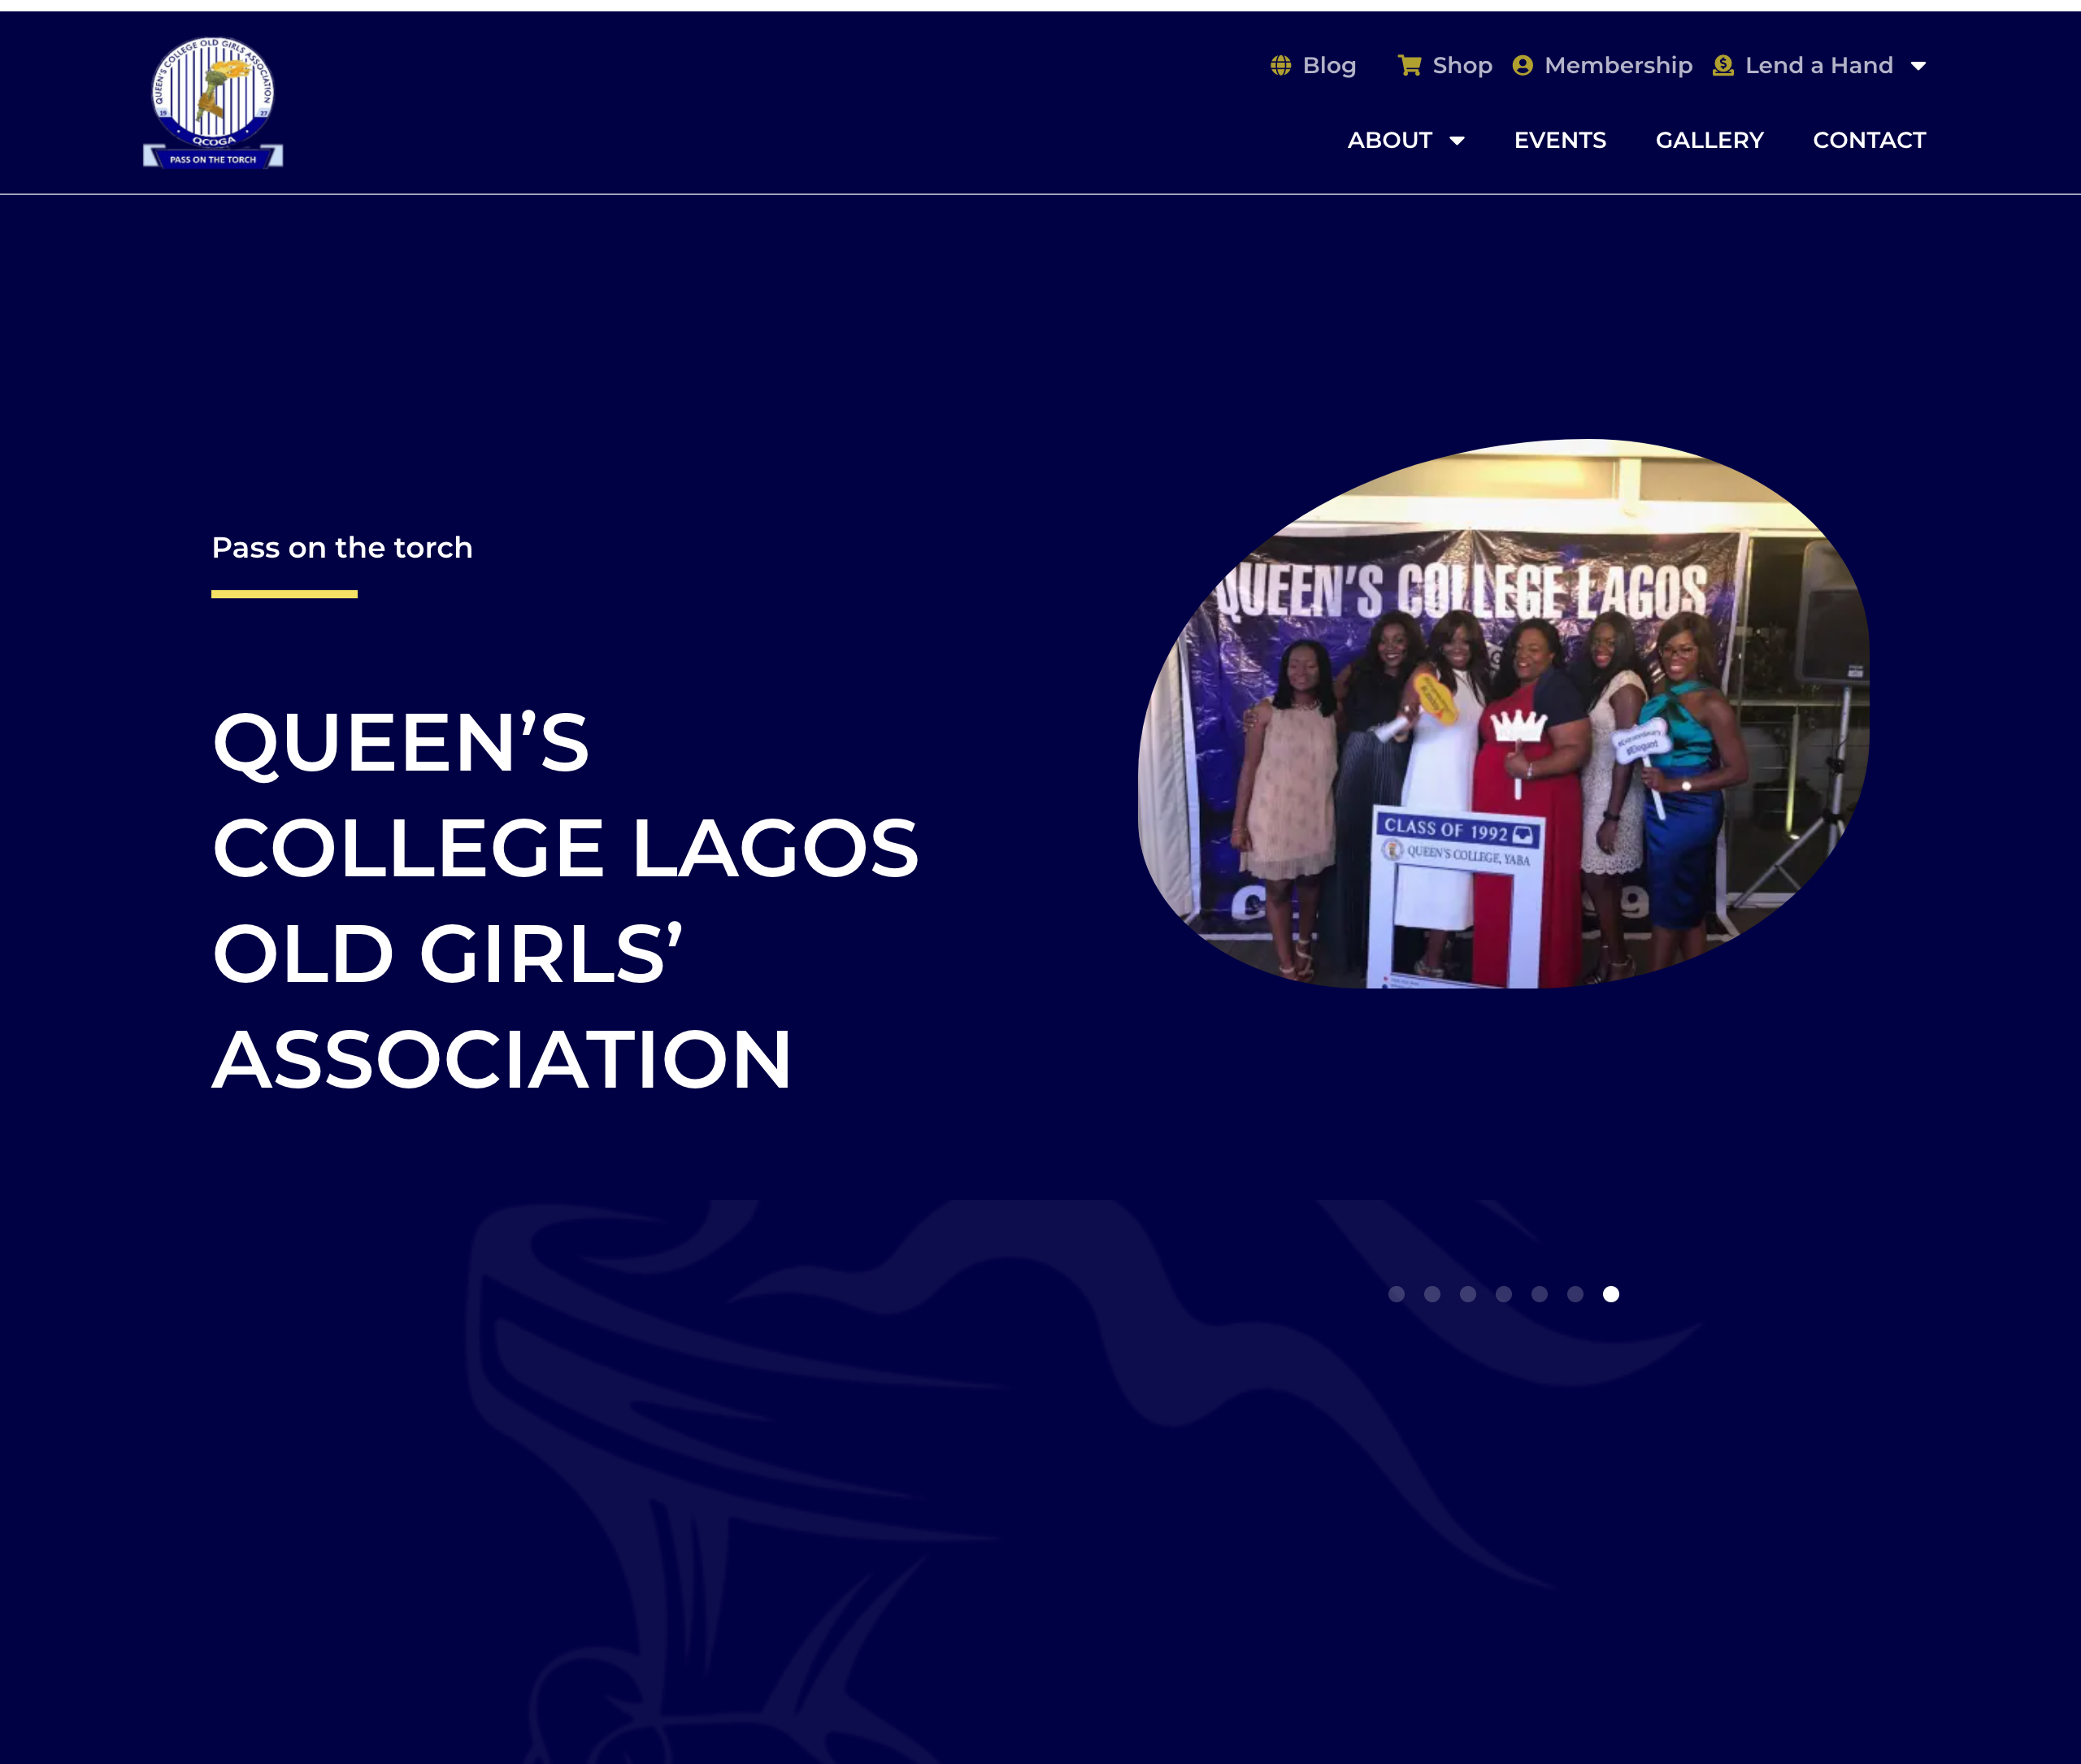 QUEEN'S COLLEGE OLD GIRLS ASSOCIATION
19 27
QCOGA
PASS ON THE TORCH
Blog Shop Membership Lend a Hand
ABOUT EVENTS GALLERY CONTACT
Pass on the torch
QUEEN’S
COLLEGE LAGOS
OLD GIRLS’
ASSOCIATION
QUEEN'S COLLEGE LAGOS
#Elegant
CLASS OF 1992
QUEEN'S COLLEGE, YABA